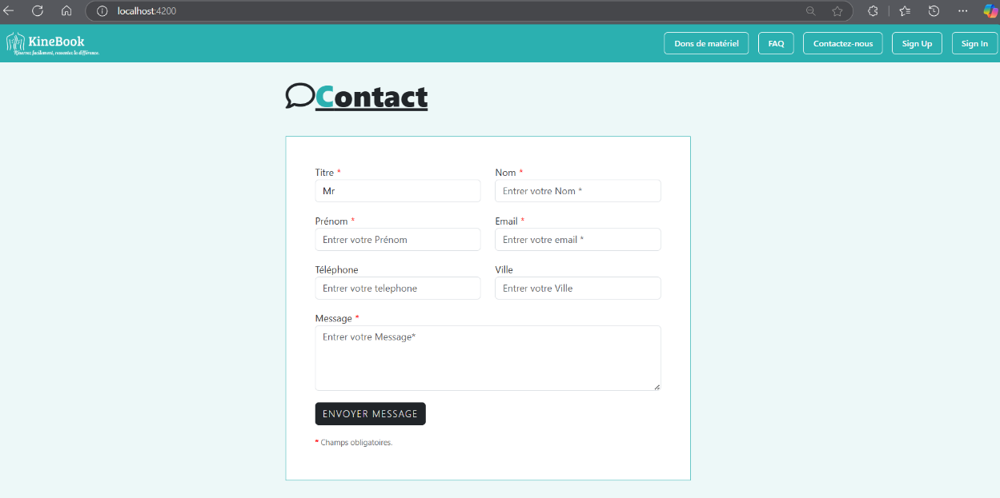 localhost:4200
KineBook
Réservez facilement, ressentez la différence.
Dons de matériel
FAQ
Contactez-nous
Sign Up
Sign In
Contact
Titre *
Nom *
Mr
Entrer votre Nom *
Prénom *
Email *
Entrer votre Prénom
Entrer votre email *
Téléphone
Ville
Entrer votre telephone
Entrer votre Ville
Message *
Entrer votre Message*
ENVOYER MESSAGE
* Champs obligatoires.